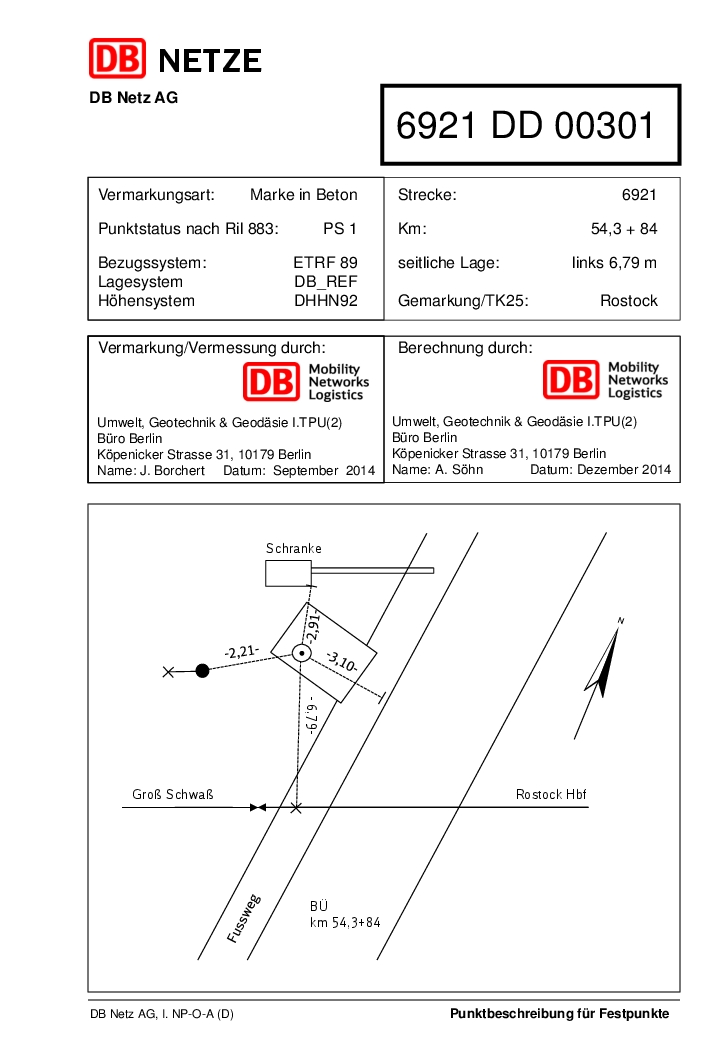 DB NETZE
DB Netz AG
6921 DD 00301
Vermarkungsart: Marke in Beton
Punktstatus nach Ril 883: PS 1
Bezugssystem: ETRF 89
Lagesystem DB_REF
Höhensystem DHHN92
Strecke: 6921
Km: 54,3 + 84
seitliche Lage: links 6,79 m
Gemarkung/TK25: Rostock
Vermarkung/Vermessung durch:
DB Mobility
Networks
Logistics
Umwelt, Geotechnik & Geodäsie I.TPU(2)
Büro Berlin
Köpenicker Strasse 31, 10179 Berlin
Name: J. Borchert Datum: September 2014
Berechnung durch:
DB Mobility
Networks
Logistics
Umwelt, Geotechnik & Geodäsie I.TPU(2)
Büro Berlin
Köpenicker Strasse 31, 10179 Berlin
Name: A. Söhn Datum: Dezember 2014
Schranke
N
-2,91-
-2,21-
-3,10-
-6,79-
Groß Schwaß
Rostock Hbf
Fussweg
BÜ
km 54,3+84
DB Netz AG, I. NP-O-A (D)
Punktbeschreibung für Festpunkte